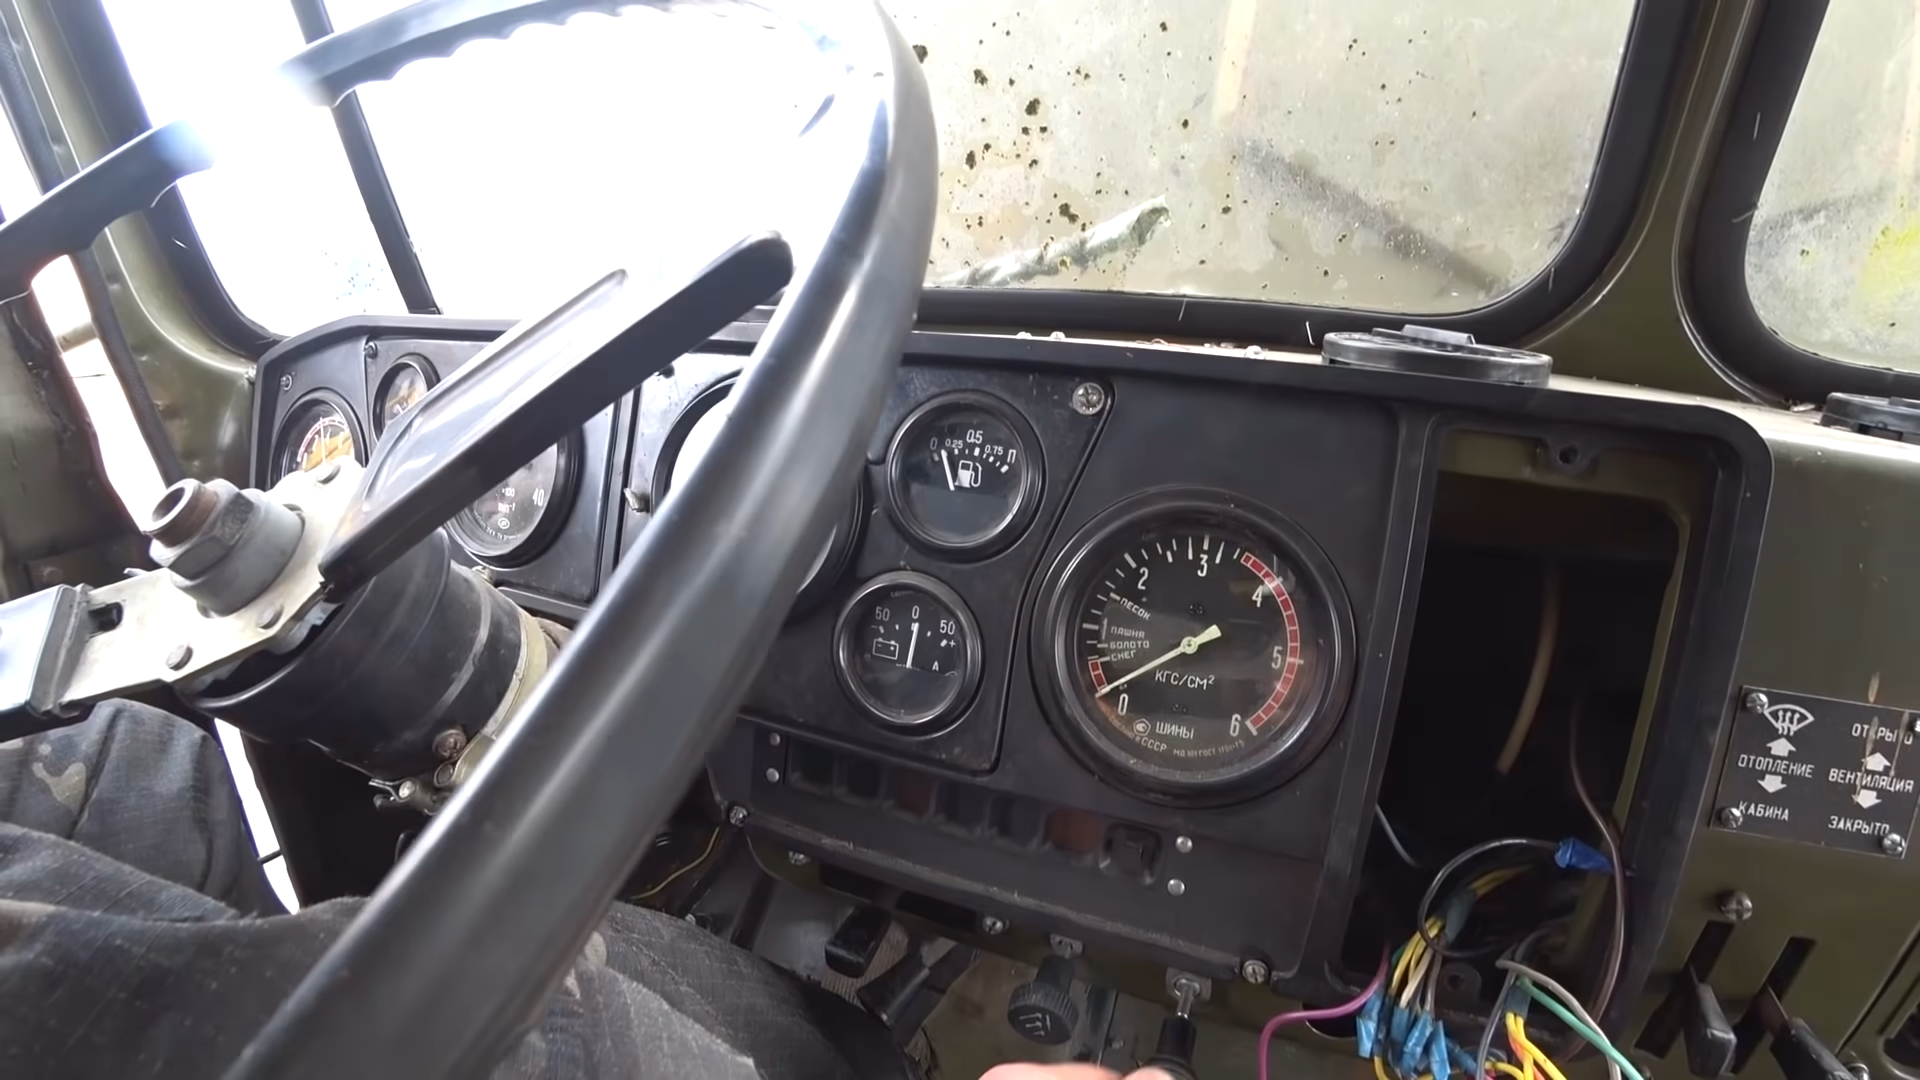 ×100
40
0 0.25 0.5 0.75 П
50 0 50
- +
А
0 1 2 3 4 5 6
ПЕСОК
ПАШНЯ
БОЛОТО
СНЕГ
КГС/СМ²
ШИНЫ
СССР
ОТОПЛЕНИЕ
КАБИНА
ОТКРЫТО
ВЕНТИЛЯЦИЯ
ЗАКРЫТО